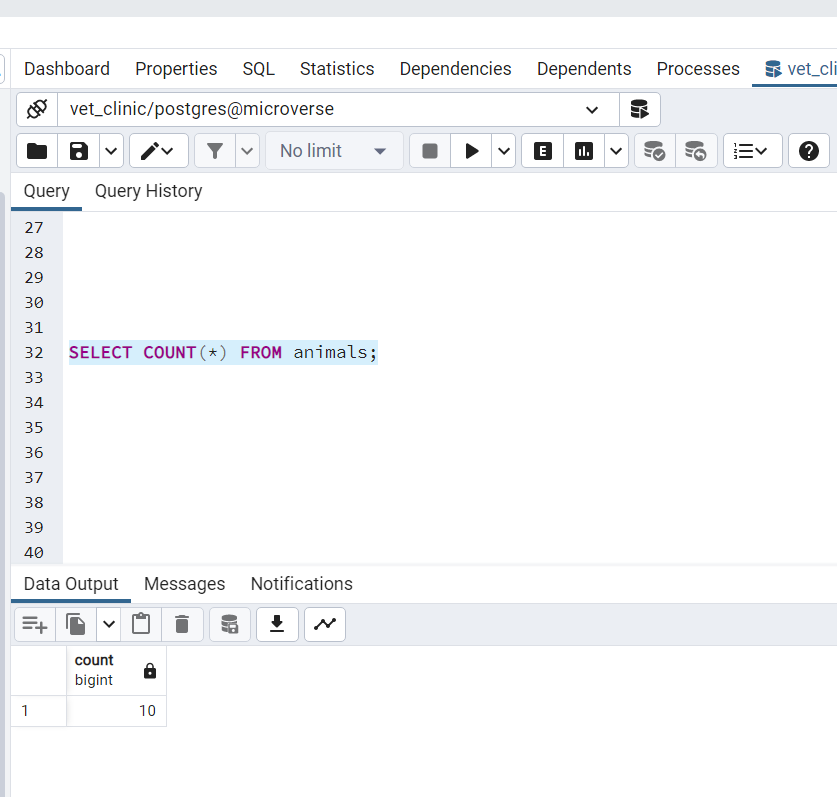 Dashboard Properties SQL Statistics Dependencies Dependents Processes vet_cli
vet_clinic/postgres@microverse
No limit
E
Query Query History
27
28
29
30
31
32 SELECT COUNT(*) FROM animals;
33
34
35
36
37
38
39
40
Data Output Messages Notifications
count
bigint
1 10